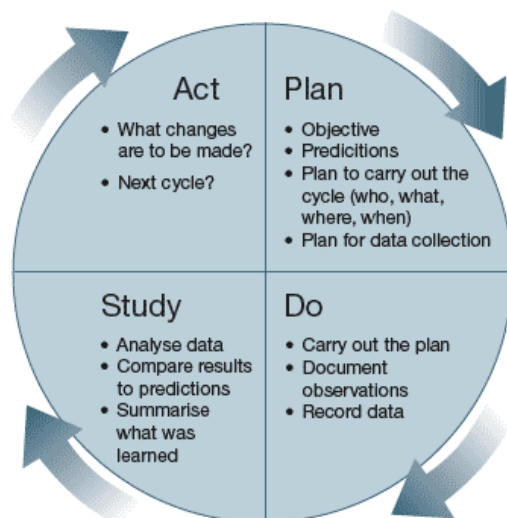 Act
• What changes
are to be made?
• Next cycle?
Plan
• Objective
• Predicitions
• Plan to carry out the
cycle (who, what,
where, when)
• Plan for data collection
Study
• Analyse data
• Compare results
to predictions
• Summarise
what was
learned
Do
• Carry out the plan
• Document
observations
• Record data